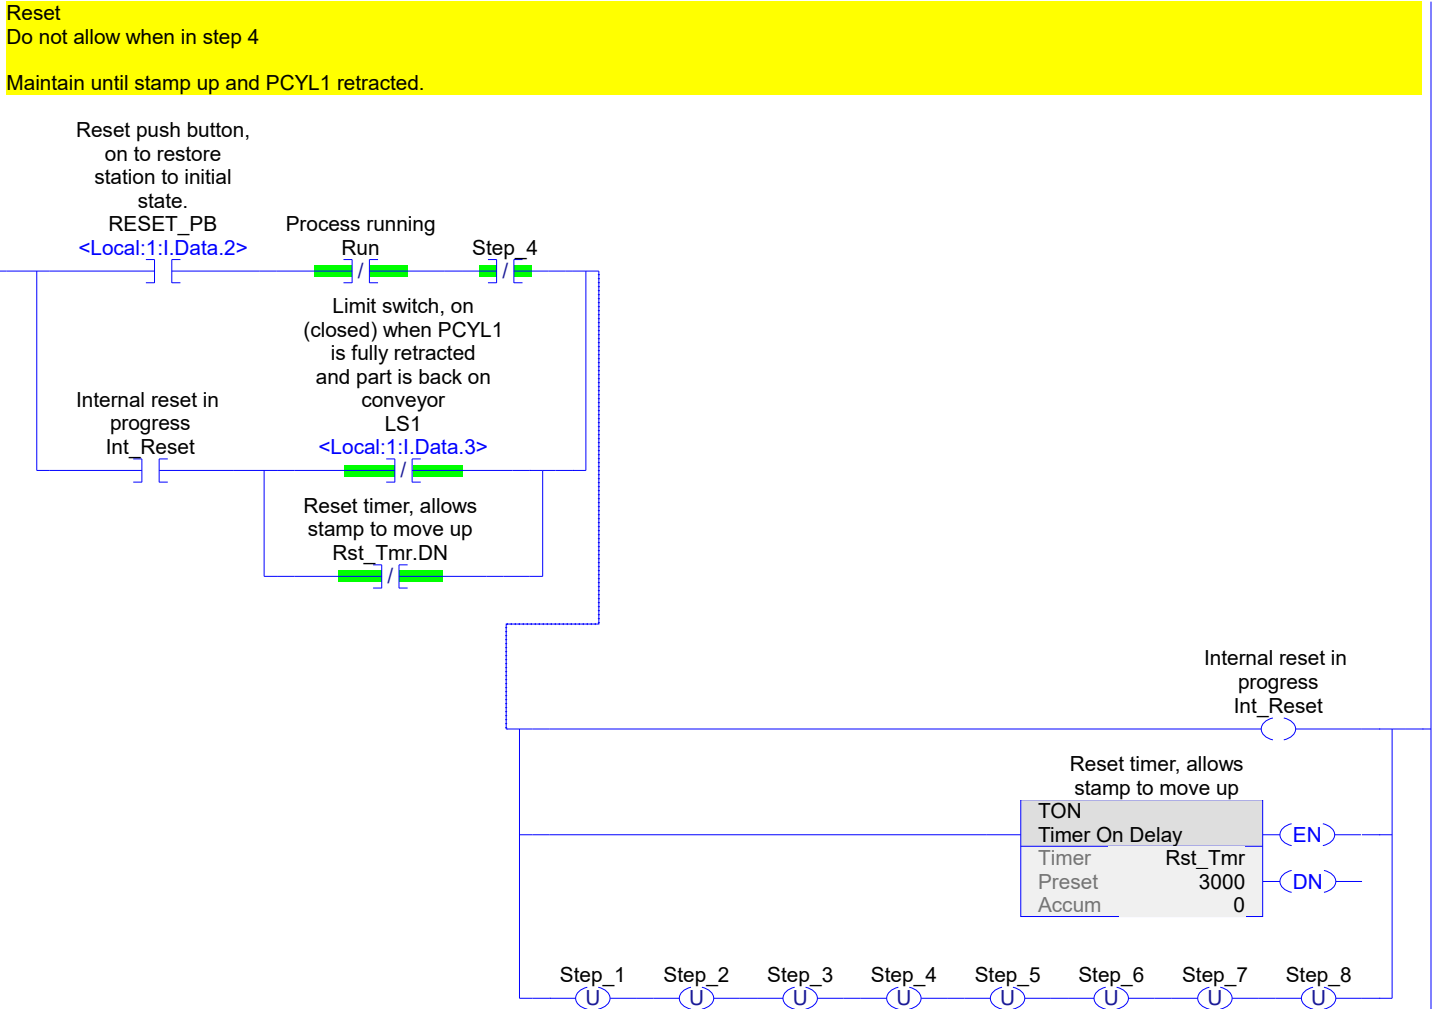 Reset
Do not allow when in step 4
Maintain until stamp up and PCYL1 retracted.
Reset push button,
on to restore
station to initial
state.
RESET_PB
<Local:1:I.Data.2>
Process running
Run
/
Step_4
/
Limit switch, on
(closed) when PCYL1
is fully retracted
and part is back on
conveyor
LS1
<Local:1:I.Data.3>
/
Internal reset in
progress
Int_Reset
Reset timer, allows
stamp to move up
Rst_Tmr.DN
/
Internal reset in
progress
Int_Reset
Reset timer, allows
stamp to move up
TON
Timer On Delay
Timer Rst_Tmr
Preset 3000
Accum 0
EN
DN
Step_1 Step_2 Step_3 Step_4 Step_5 Step_6 Step_7 Step_8
U U U U U U U U